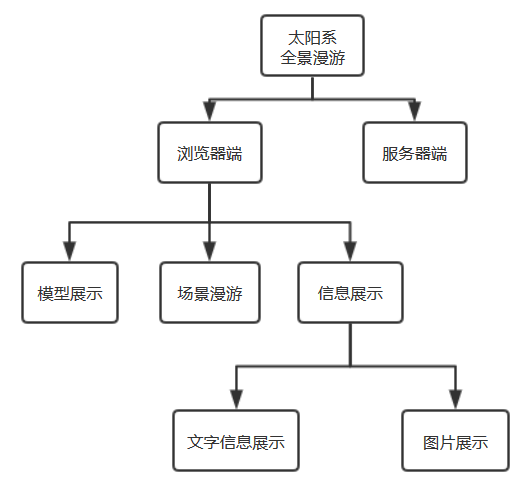 太阳系
全景漫游
浏览器端
服务器端
模型展示
场景漫游
信息展示
文字信息展示
图片展示